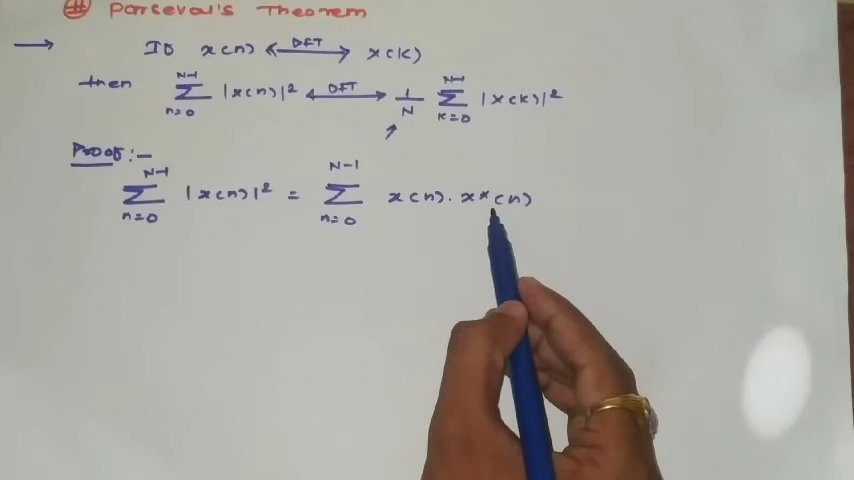 # Parseval's Theorem
→ If x(n) ⟷DFT X(k)
then Σ_{n=0}^{N-1} |x(n)|² ⟷DFT 1/N Σ_{k=0}^{N-1} |X(k)|²
Proof:-
Σ_{n=0}^{N-1} |x(n)|² = Σ_{n=0}^{N-1} x(n). x*(n)